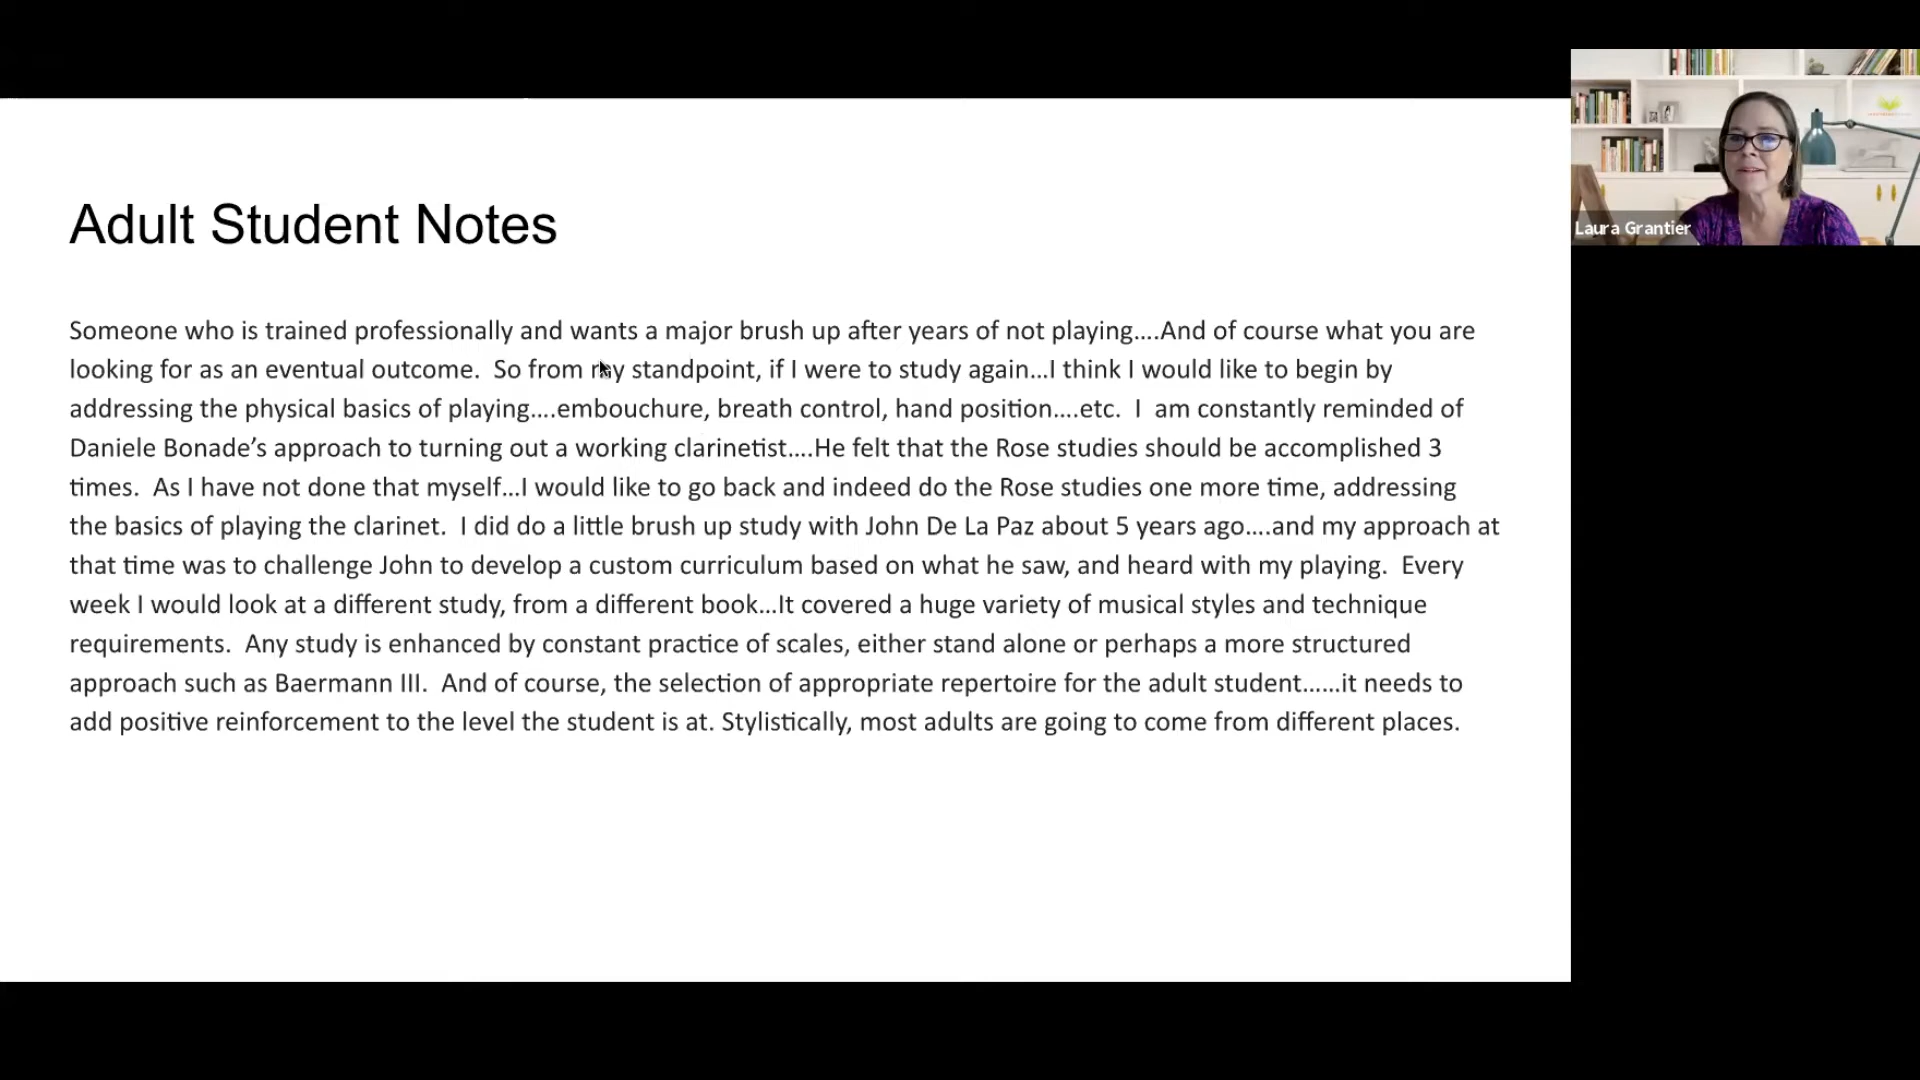 Adult Student Notes
Someone who is trained professionally and wants a major brush up after years of not playing....And of course what you are
looking for as an eventual outcome.  So from my standpoint, if I were to study again...I think I would like to begin by
addressing the physical basics of playing....embouchure, breath control, hand position....etc.  I  am constantly reminded of
Daniele Bonade’s approach to turning out a working clarinetist....He felt that the Rose studies should be accomplished 3
times.  As I have not done that myself...I would like to go back and indeed do the Rose studies one more time, addressing
the basics of playing the clarinet.  I did do a little brush up study with John De La Paz about 5 years ago....and my approach at
that time was to challenge John to develop a custom curriculum based on what he saw, and heard with my playing.  Every
week I would look at a different study, from a different book...It covered a huge variety of musical styles and technique
requirements.  Any study is enhanced by constant practice of scales, either stand alone or perhaps a more structured
approach such as Baermann III.  And of course, the selection of appropriate repertoire for the adult student......it needs to
add positive reinforcement to the level the student is at. Stylistically, most adults are going to come from different places.
Laura Grantier